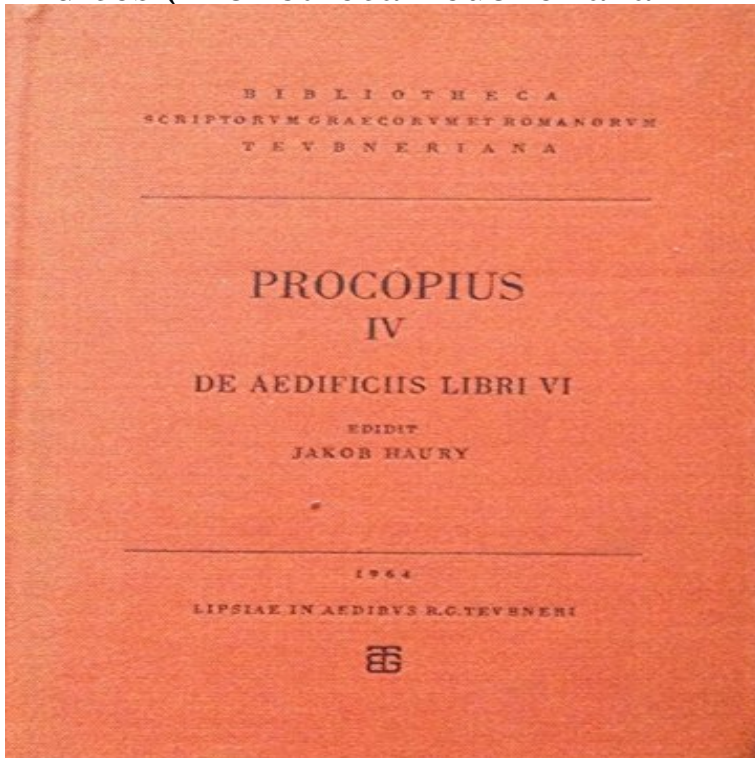 BIBLIOTHECA
SCRIPTORVM GRAECORVM ET ROMANORVM
TEVBNERIANA
PROCOPIUS
IV
DE AEDIFICIIS LIBRI VI
EDIDIT
JAKOB HAURY
1964
LIPSIAE IN AEDIBVS B.G.TEVBNERI